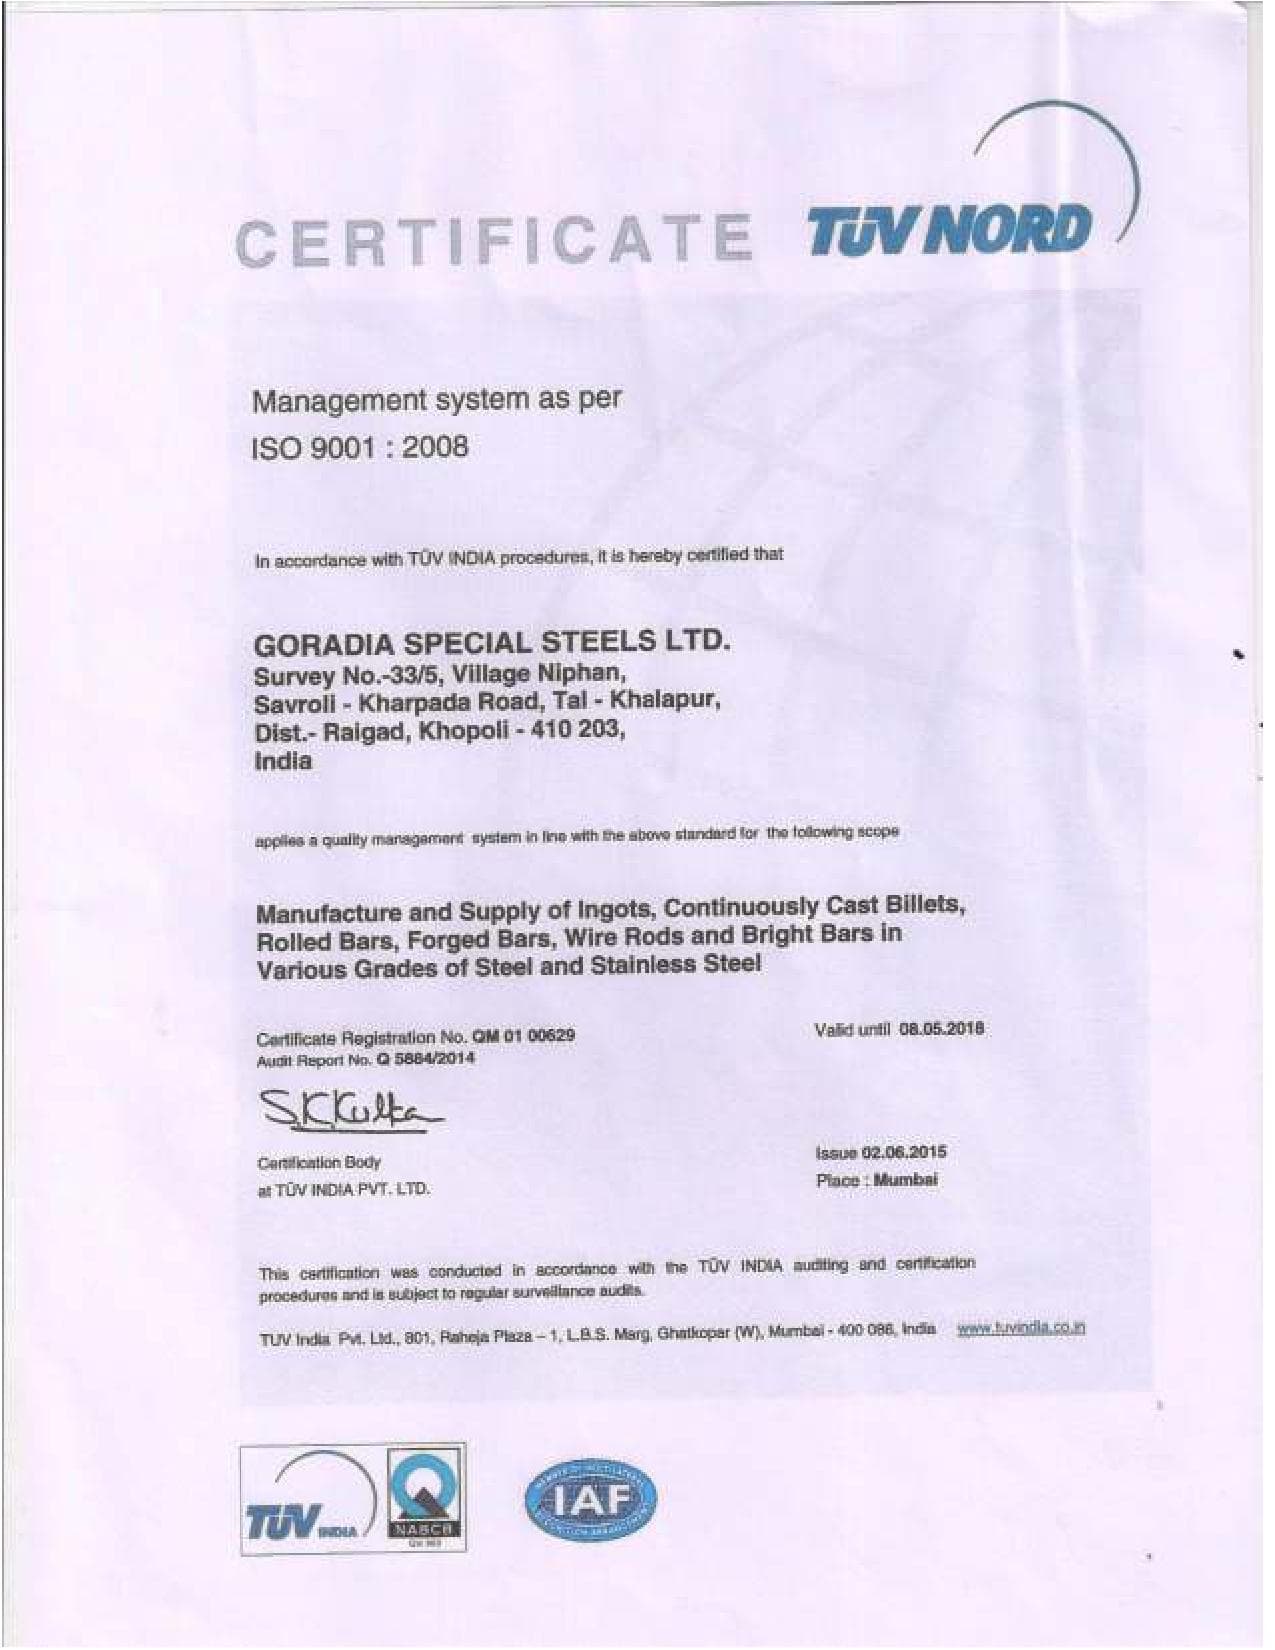 CERTIFICATE
TÜV NORD
Management system as per
ISO 9001 : 2008
In accordance with TÜV INDIA procedures, it is hereby certified that
GORADIA SPECIAL STEELS LTD.
Survey No.-33/5, Village Niphan,
Savroli - Kharpada Road, Tal - Khalapur,
Dist.- Raigad, Khopoli - 410 203,
India
applies a quality management system in line with the above standard for the following scope
Manufacture and Supply of Ingots, Continuously Cast Billets,
Rolled Bars, Forged Bars, Wire Rods and Bright Bars in
Various Grades of Steel and Stainless Steel
Certificate Registration No. QM 01 00629
Valid until 08.05.2018
Audit Report No. Q 5884/2014
S.K.Kulka
Certification Body
at TÜV INDIA PVT. LTD.
Issue 02.06.2015
Place : Mumbai
This certification was conducted in accordance with the TÜV INDIA auditing and certification
procedures and is subject to regular surveillance audits.
TUV India Pvt. Ltd., 801, Raheja Plaza – 1, L.B.S. Marg, Ghatkopar (W), Mumbai - 400 086, India www.tuvindia.co.in
TÜV INDIA
NABCB
IAF